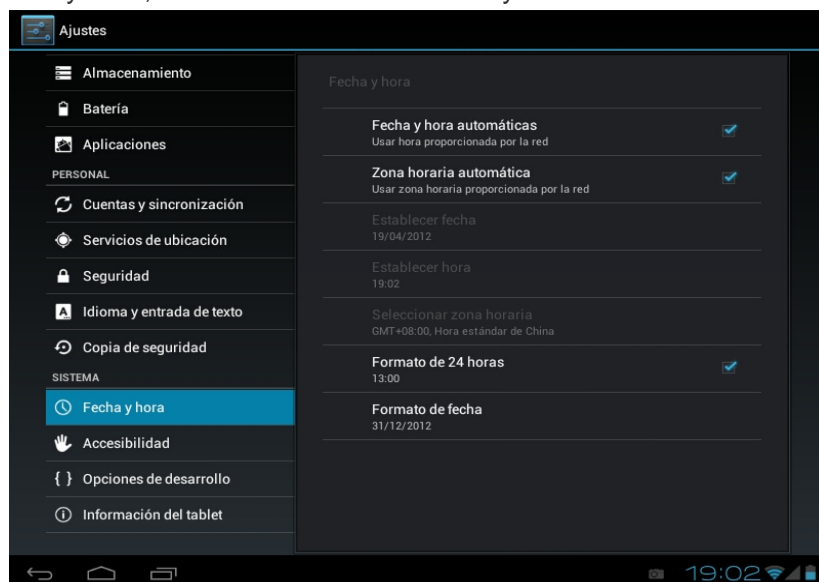 Ajustes
Almacenamiento
Batería
Aplicaciones
PERSONAL
Cuentas y sincronización
Servicios de ubicación
Seguridad
Idioma y entrada de texto
Copia de seguridad
SISTEMA
Fecha y hora
Accesibilidad
{ } Opciones de desarrollo
Información del tablet
Fecha y hora
Fecha y hora automáticas
Usar hora proporcionada por la red
Zona horaria automática
Usar zona horaria proporcionada por la red
Establecer fecha
19/04/2012
Establecer hora
19:02
Seleccionar zona horaria
GMT+08:00, Hora estándar de China
Formato de 24 horas
13:00
Formato de fecha
31/12/2012
19:02